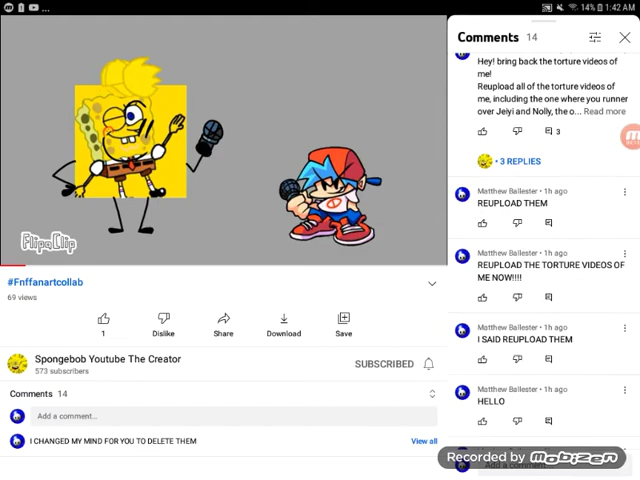 14% 1:42 AM
Comments 14
Hey! bring back the torture videos of
me!
Reupload all of the torture videos of
me, including the one where you runner
over Jeiyi and Nolly, the o... Read more
3
3 REPLIES
Matthew Ballester • 1h ago
REUPLOAD THEM
Matthew Ballester • 1h ago
REUPLOAD THE TORTURE VIDEOS OF
ME NOW!!!!
Matthew Ballester • 1h ago
I SAID REUPLOAD THEM
Matthew Ballester • 1h ago
HELLO
Add a comment...
FlipaClip
#Fnffanartcollab
69 views
1 Dislike Share Download Save
Spongebob Youtube The Creator
573 subscribers
SUBSCRIBED
Comments 14
Add a comment...
I CHANGED MY MIND FOR YOU TO DELETE THEM View all
Recorded by Mobizen